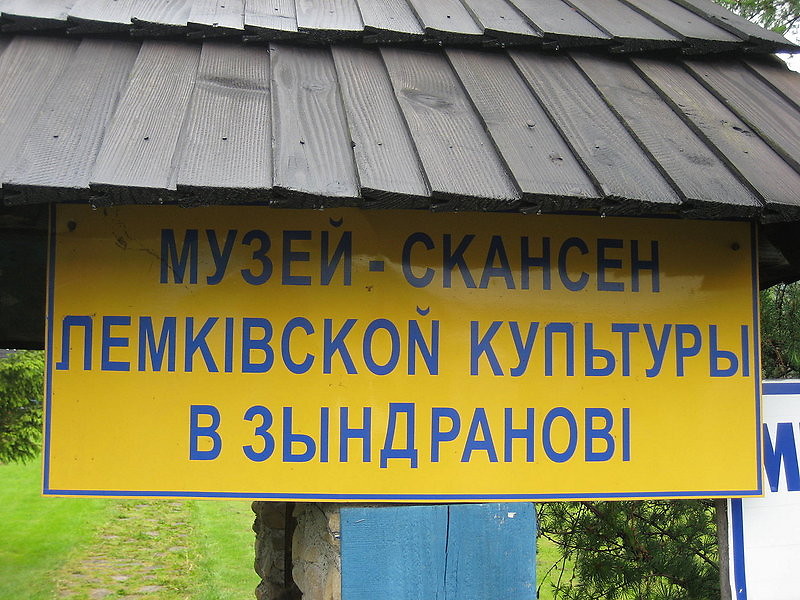 МУЗЕЙ - СКАНСЕН
ЛЕМКІВСКОЙ КУЛЬТУРЫ
В ЗЫНДРАНОВІ